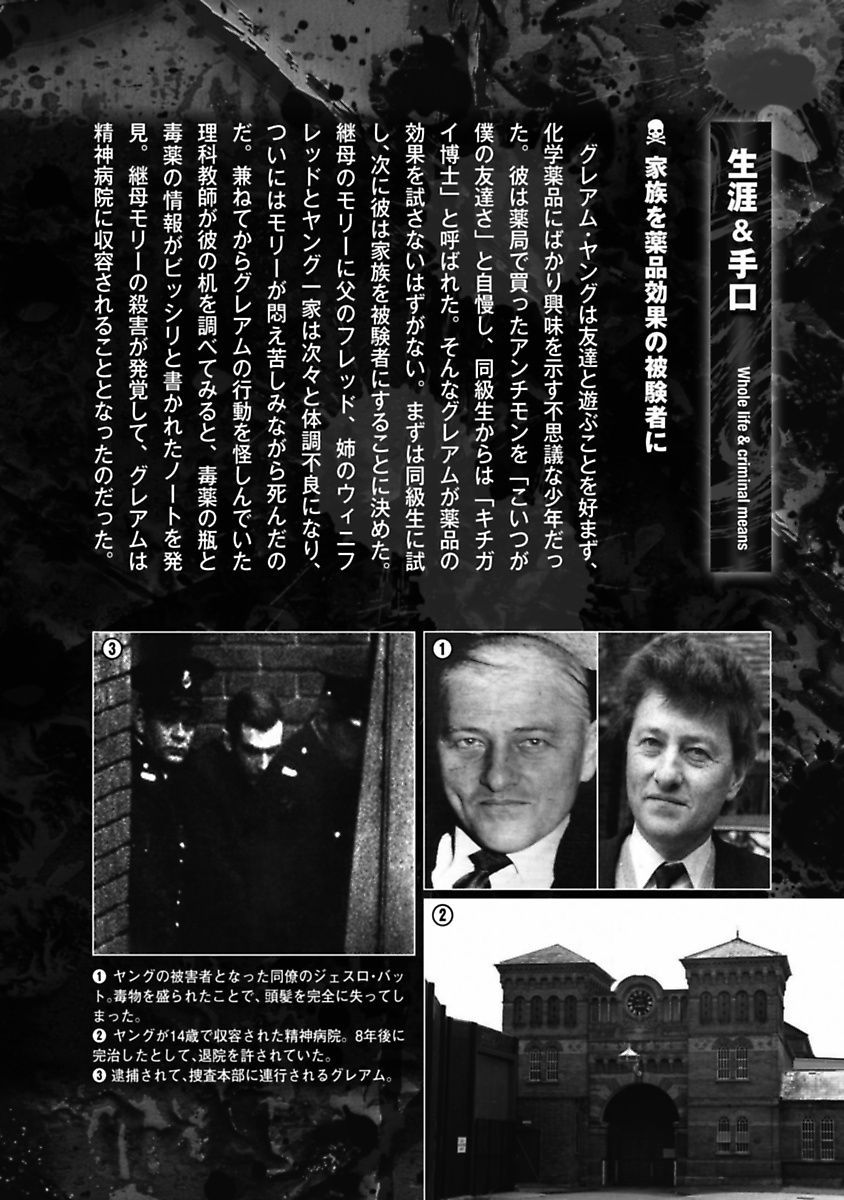 生涯&手口
Whole life & criminal means
家族を薬品効果の被験者に
グレアム・ヤングは友達と遊ぶことを好まず、
化学薬品にばかり興味を示す不思議な少年だっ
た。彼は薬局で買ったアンチモンを「こいつが
僕の友達さ」と自慢し、同級生からは「キチガ
イ博士」と呼ばれた。そんなグレアムが薬品の
効果を試さないはずがない。まずは同級生に試
し、次に彼は家族を被験者にすることに決めた。
継母のモリーに父のフレッド、姉のウィニフ
レッドとヤング一家は次々と体調不良になり、
ついにはモリーが悶え苦しみながら死んだの
だ。兼ねてからグレアムの行動を怪しんでいた
理科教師が彼の机を調べてみると、毒薬の瓶と
毒薬の情報がビッシリと書かれたノートを発
見。継母モリーの殺害が発覚して、グレアムは
精神病院に収容されることとなったのだった。
③
①
②
❶ ヤングの被害者となった同僚のジェスロ・バッ
ト。毒物を盛られたことで、頭髪を完全に失ってし
まった。
❷ ヤングが14歳で収容された精神病院。8年後に
完治したとして、退院を許されていた。
❸ 逮捕されて、捜査本部に連行されるグレアム。